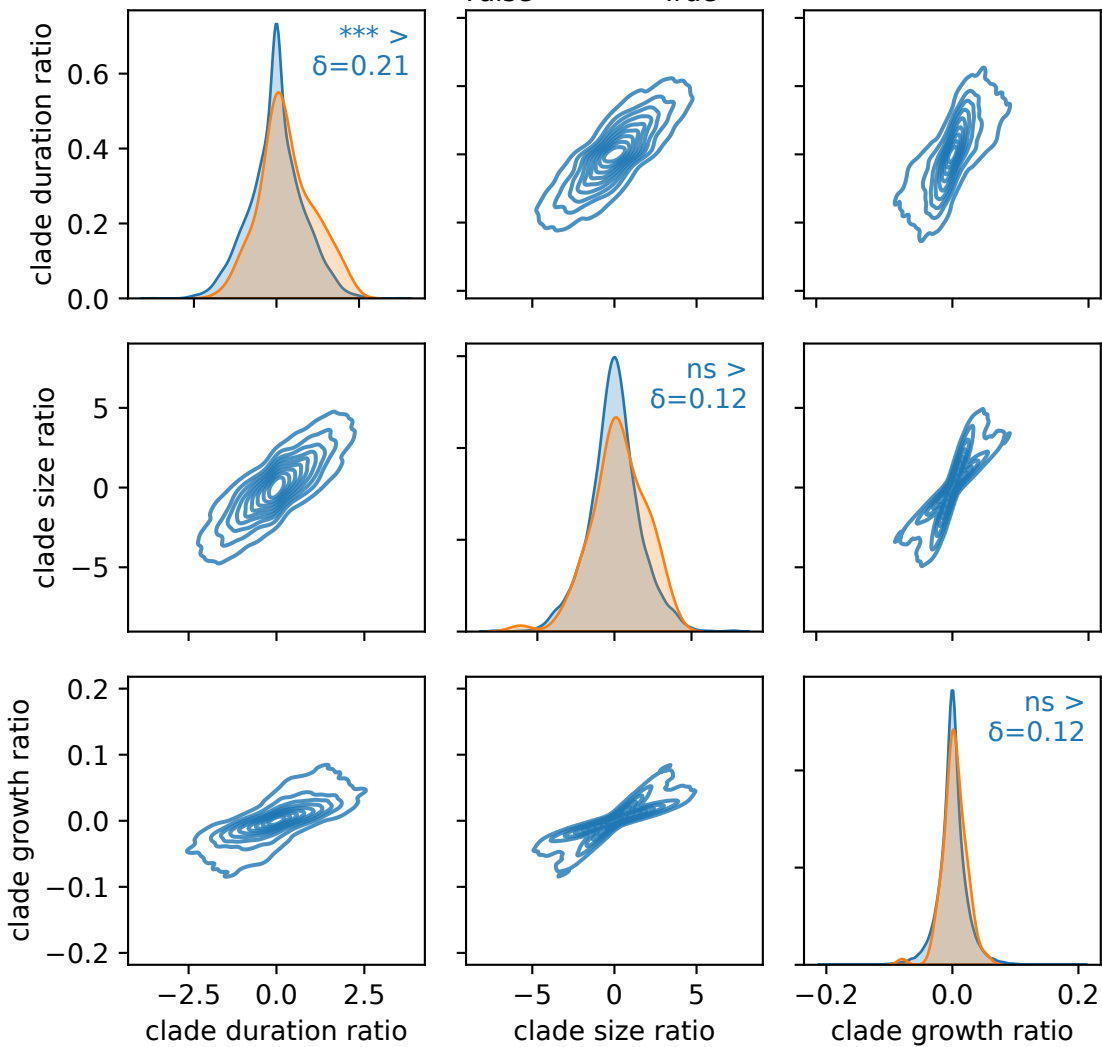 *** >
δ=0.21
clade duration ratio
0.6
0.4
0.2
0.0
ns >
δ=0.12
clade size ratio
5
0
−5
ns >
δ=0.12
clade growth ratio
0.2
0.1
0.0
−0.1
−0.2
−2.5 0.0 2.5
−5 0 5
−0.2 0.0 0.2
clade duration ratio
clade size ratio
clade growth ratio